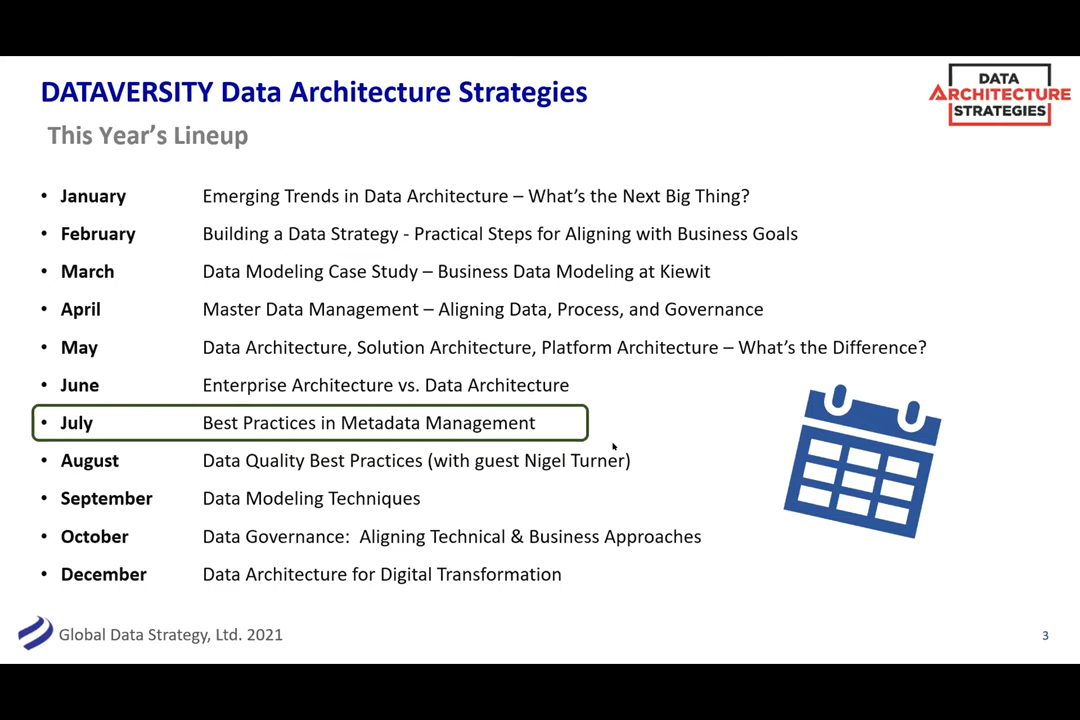 DATAVERSITY Data Architecture Strategies
DATA
ARCHITECTURE
STRATEGIES
This Year's Lineup
• January Emerging Trends in Data Architecture – What's the Next Big Thing?
• February Building a Data Strategy - Practical Steps for Aligning with Business Goals
• March Data Modeling Case Study – Business Data Modeling at Kiewit
• April Master Data Management – Aligning Data, Process, and Governance
• May Data Architecture, Solution Architecture, Platform Architecture – What's the Difference?
• June Enterprise Architecture vs. Data Architecture
• July Best Practices in Metadata Management
• August Data Quality Best Practices (with guest Nigel Turner)
• September Data Modeling Techniques
• October Data Governance: Aligning Technical & Business Approaches
• December Data Architecture for Digital Transformation
Global Data Strategy, Ltd. 2021
3